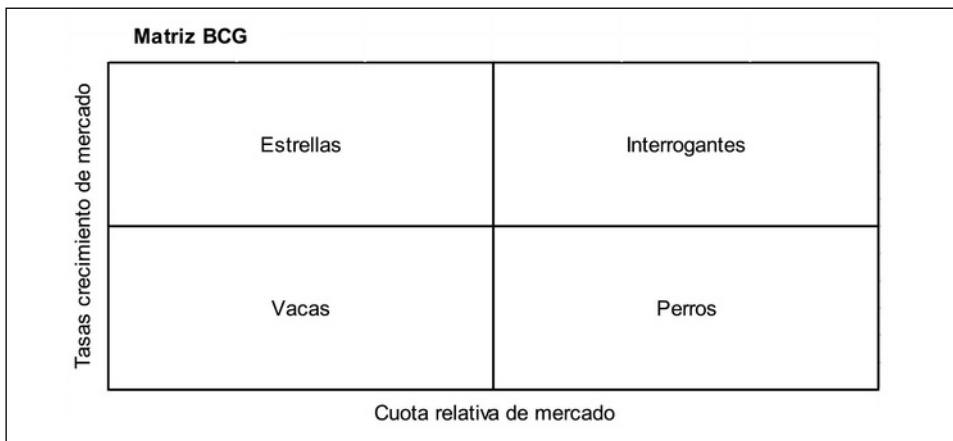 Matriz BCG
Tasas crecimiento de mercado
Estrellas
Interrogantes
Vacas
Perros
Cuota relativa de mercado